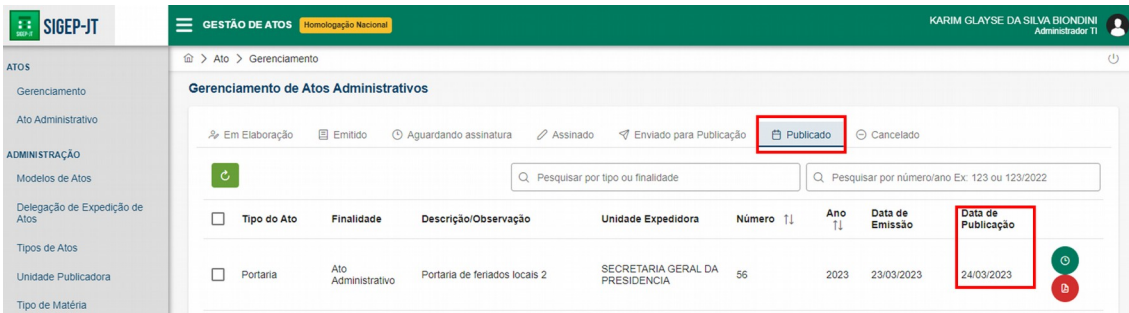 SIGEP-JT
GESTÃO DE ATOS Homologação Nacional
KARIM GLAYSE DA SILVA BIONDINI
Administrador TI
Ato > Gerenciamento
ATOS
Gerenciamento
Ato Administrativo
ADMINISTRAÇÃO
Modelos de Atos
Delegação de Expedição de
Atos
Tipos de Atos
Unidade Publicadora
Tipo de Matéria
Gerenciamento de Atos Administrativos
Em Elaboração Emitido Aguardando assinatura Assinado Enviado para Publicação Publicado Cancelado
Pesquisar por tipo ou finalidade Pesquisar por número/ano Ex: 123 ou 123/2022
Tipo do Ato Finalidade Descrição/Observação Unidade Expedidora Número Ano Data de
Emissão Data de
Publicação
Portaria Ato
Administrativo Portaria de feriados locais 2 SECRETARIA GERAL DA
PRESIDENCIA 56 2023 23/03/2023 24/03/2023